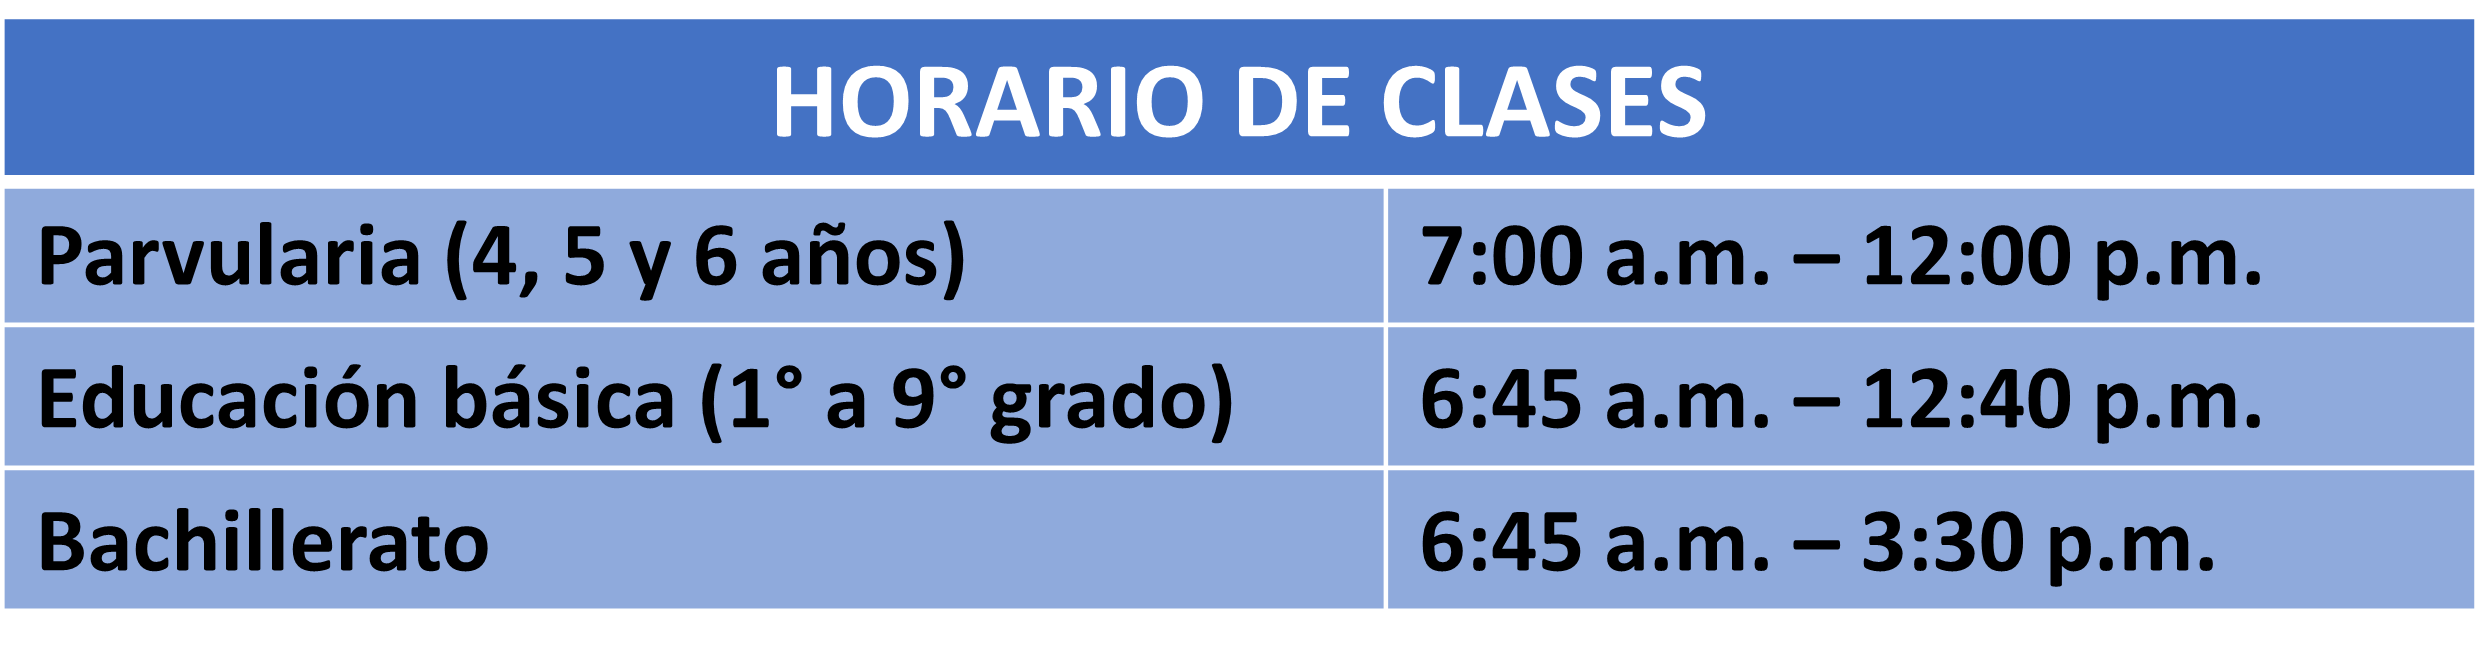 HORARIO DE CLASES
Parvularia (4, 5 y 6 años) 7:00 a.m. – 12:00 p.m.
Educación básica (1° a 9° grado) 6:45 a.m. – 12:40 p.m.
Bachillerato 6:45 a.m. – 3:30 p.m.